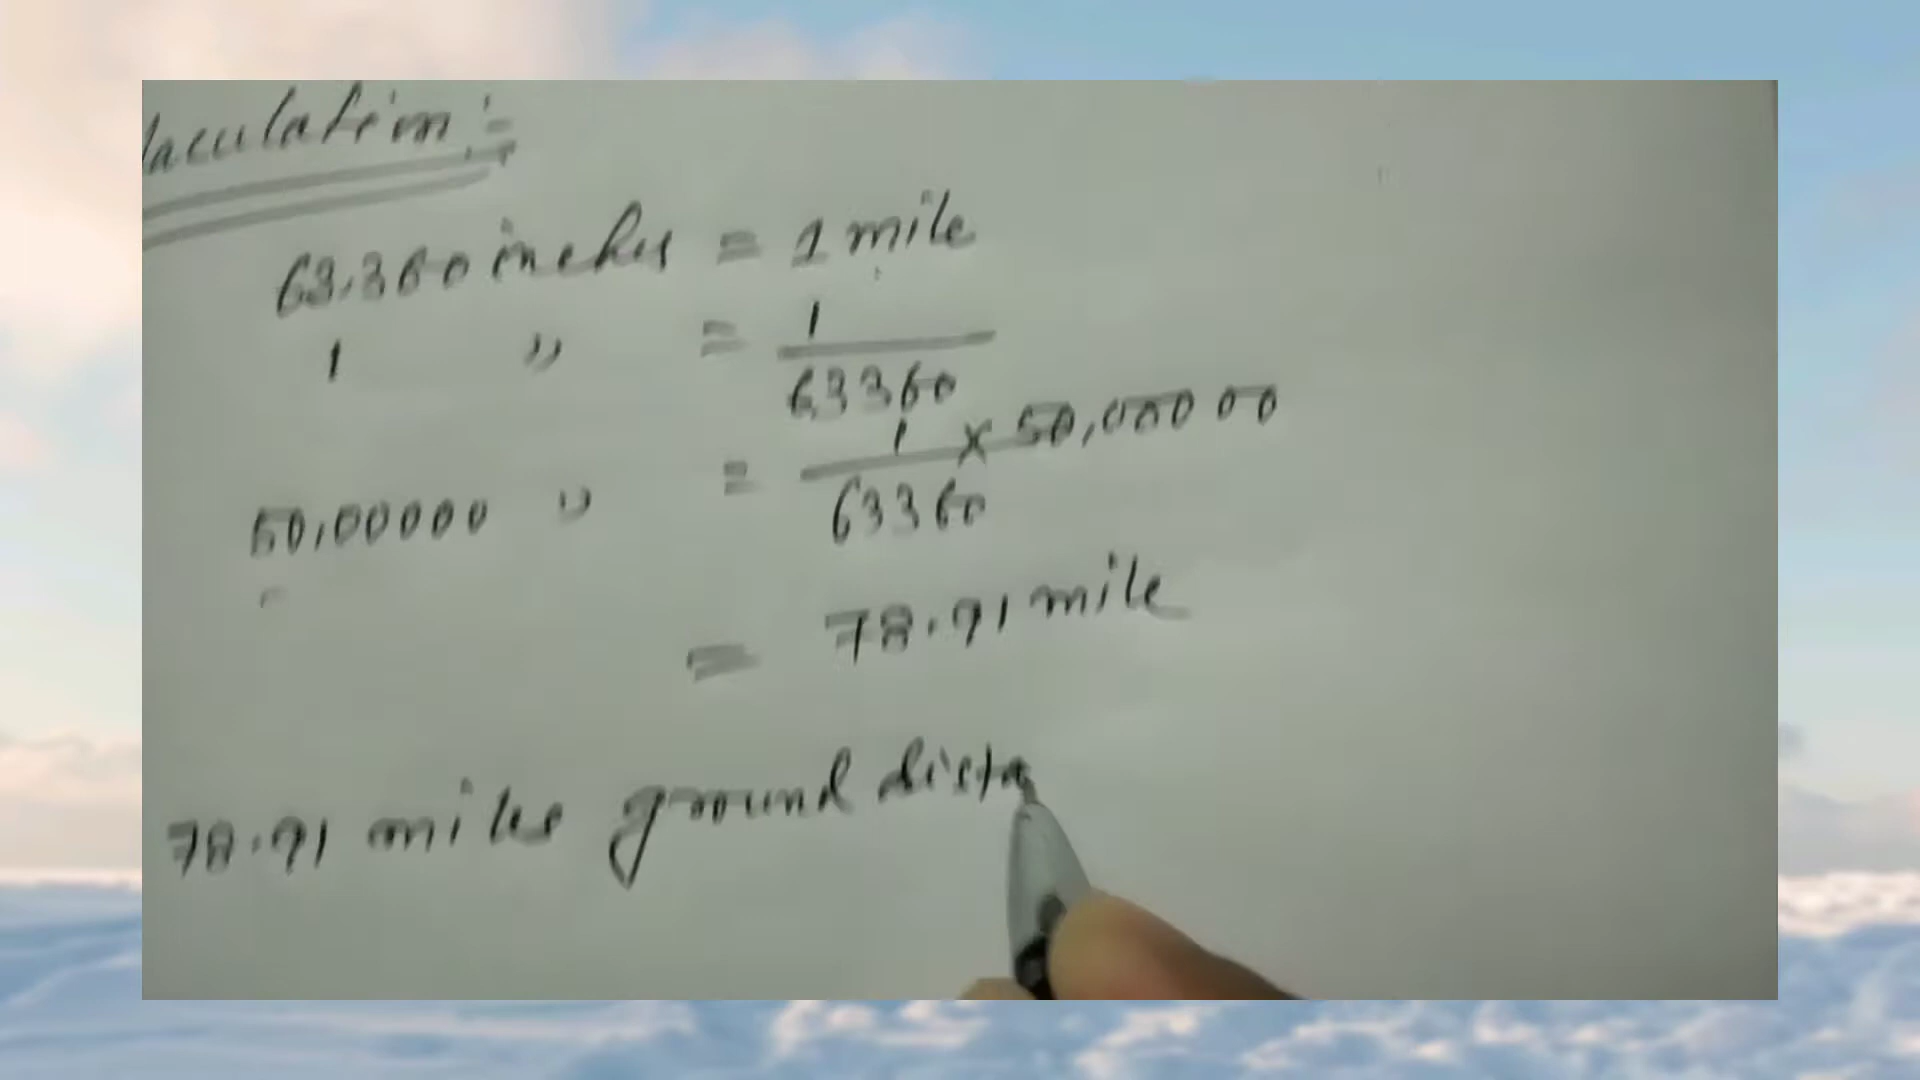 laculation:-
63,360 inches = 1 mile
1 " = 1/63360
50,00000 " = 1/63360 x 50,00000
= 78.91 mile
78.91 miles ground dista